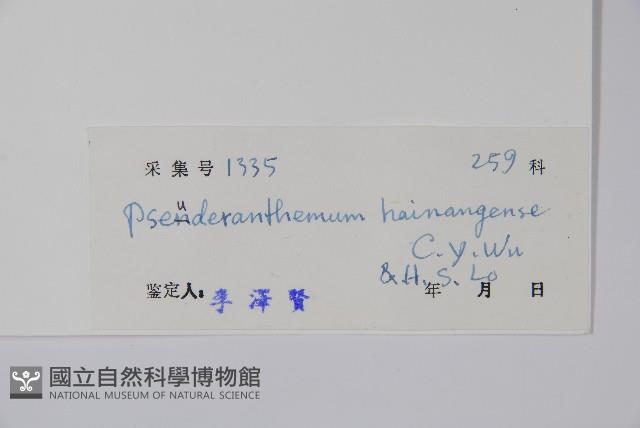 采集号 1335 259 科
Pseuderanthemum hainangense
C. Y. Wu
& H. S. Lo
鉴定人: 李泽賢 年 月 日
國立自然科學博物館
NATIONAL MUSEUM OF NATURAL SCIENCE